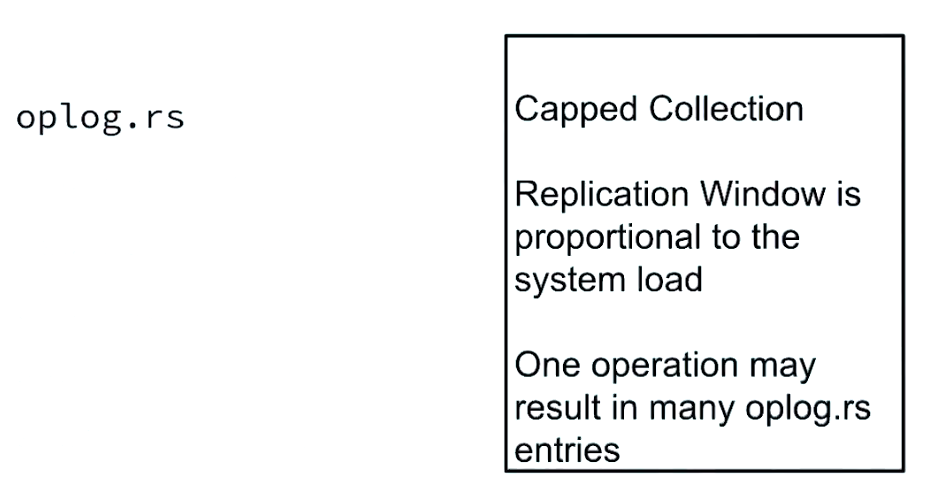 oplog.rs
Capped Collection
Replication Window is
proportional to the
system load
One operation may
result in many oplog.rs
entries